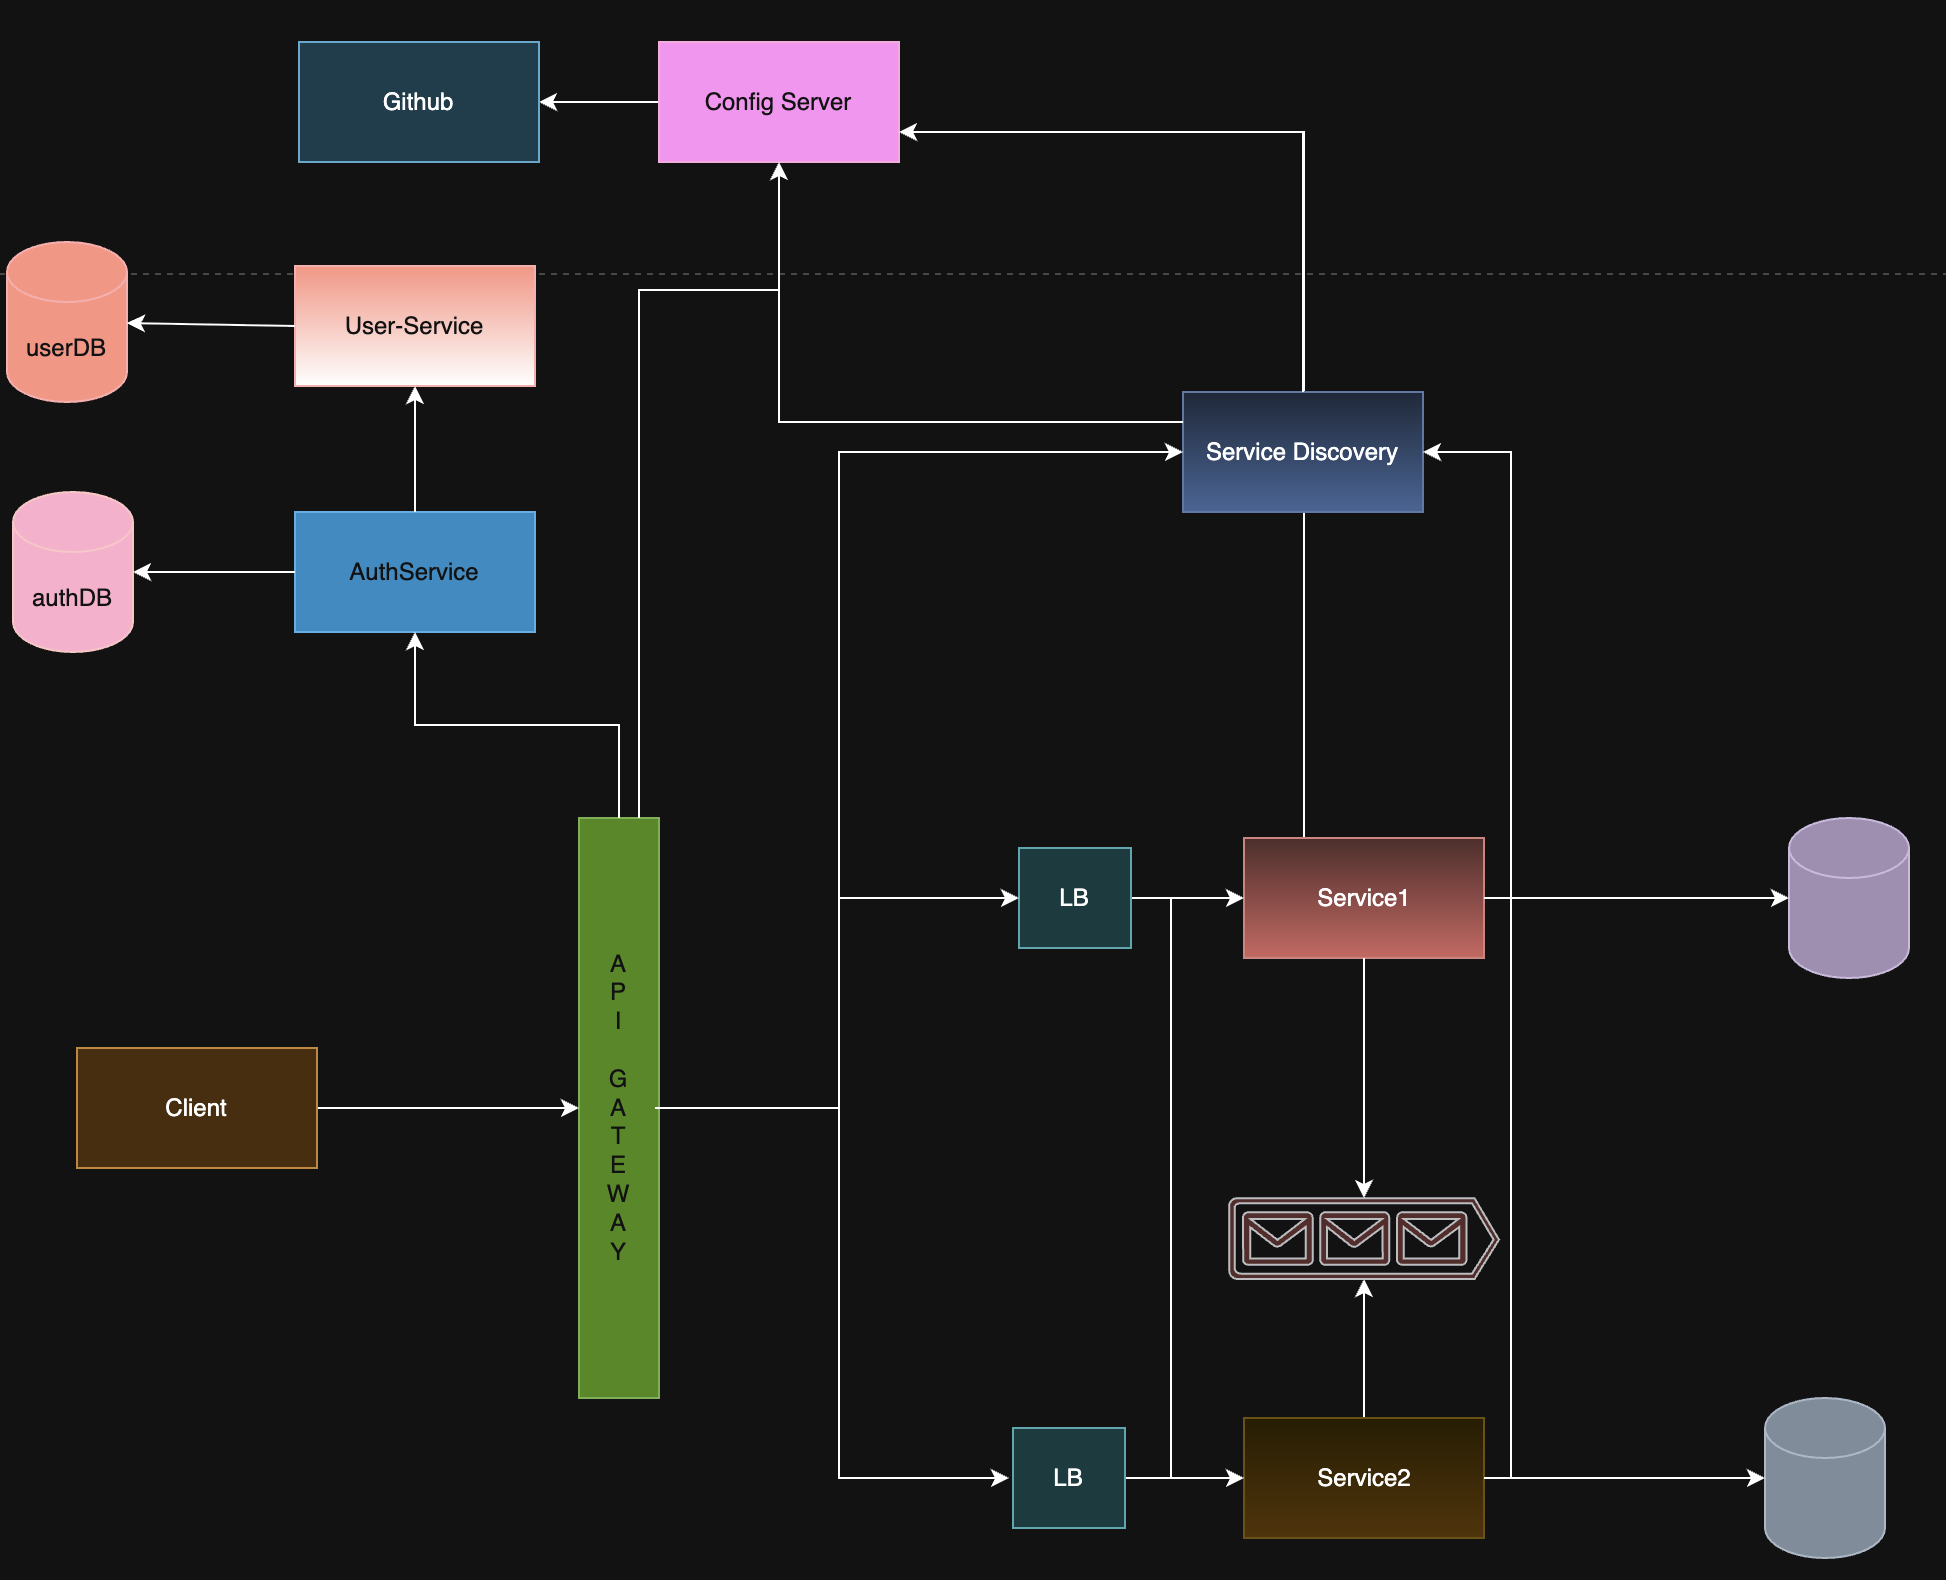 Github
Config Server
userDB
User-Service
Service Discovery
authDB
AuthService
LB
Service1
A
P
I
G
A
T
E
W
A
Y
Client
LB
Service2